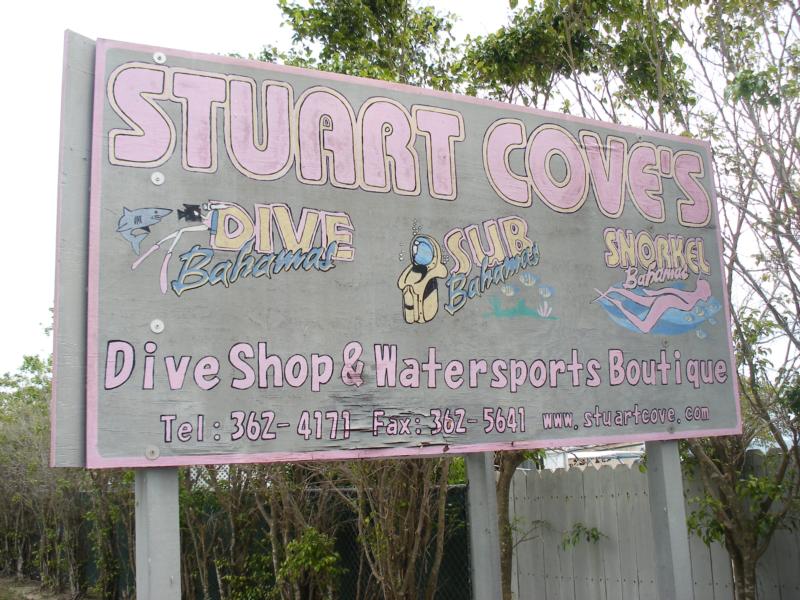 STUART COVE'S
DIVE
Bahamas
SUB
Bahamas
SNORKEL
Bahamas
Dive Shop & Watersports Boutique
Tel: 362-4171 Fax: 362-5641 www.stuartcove.com